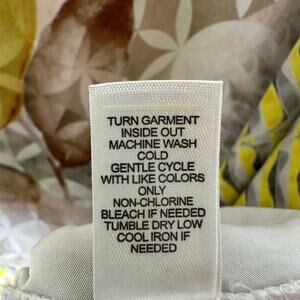 TURN GARMENT
INSIDE OUT
MACHINE WASH
COLD
GENTLE CYCLE
WITH LIKE COLORS
ONLY
NON-CHLORINE
BLEACH IF NEEDED
TUMBLE DRY LOW
COOL IRON IF
NEEDED